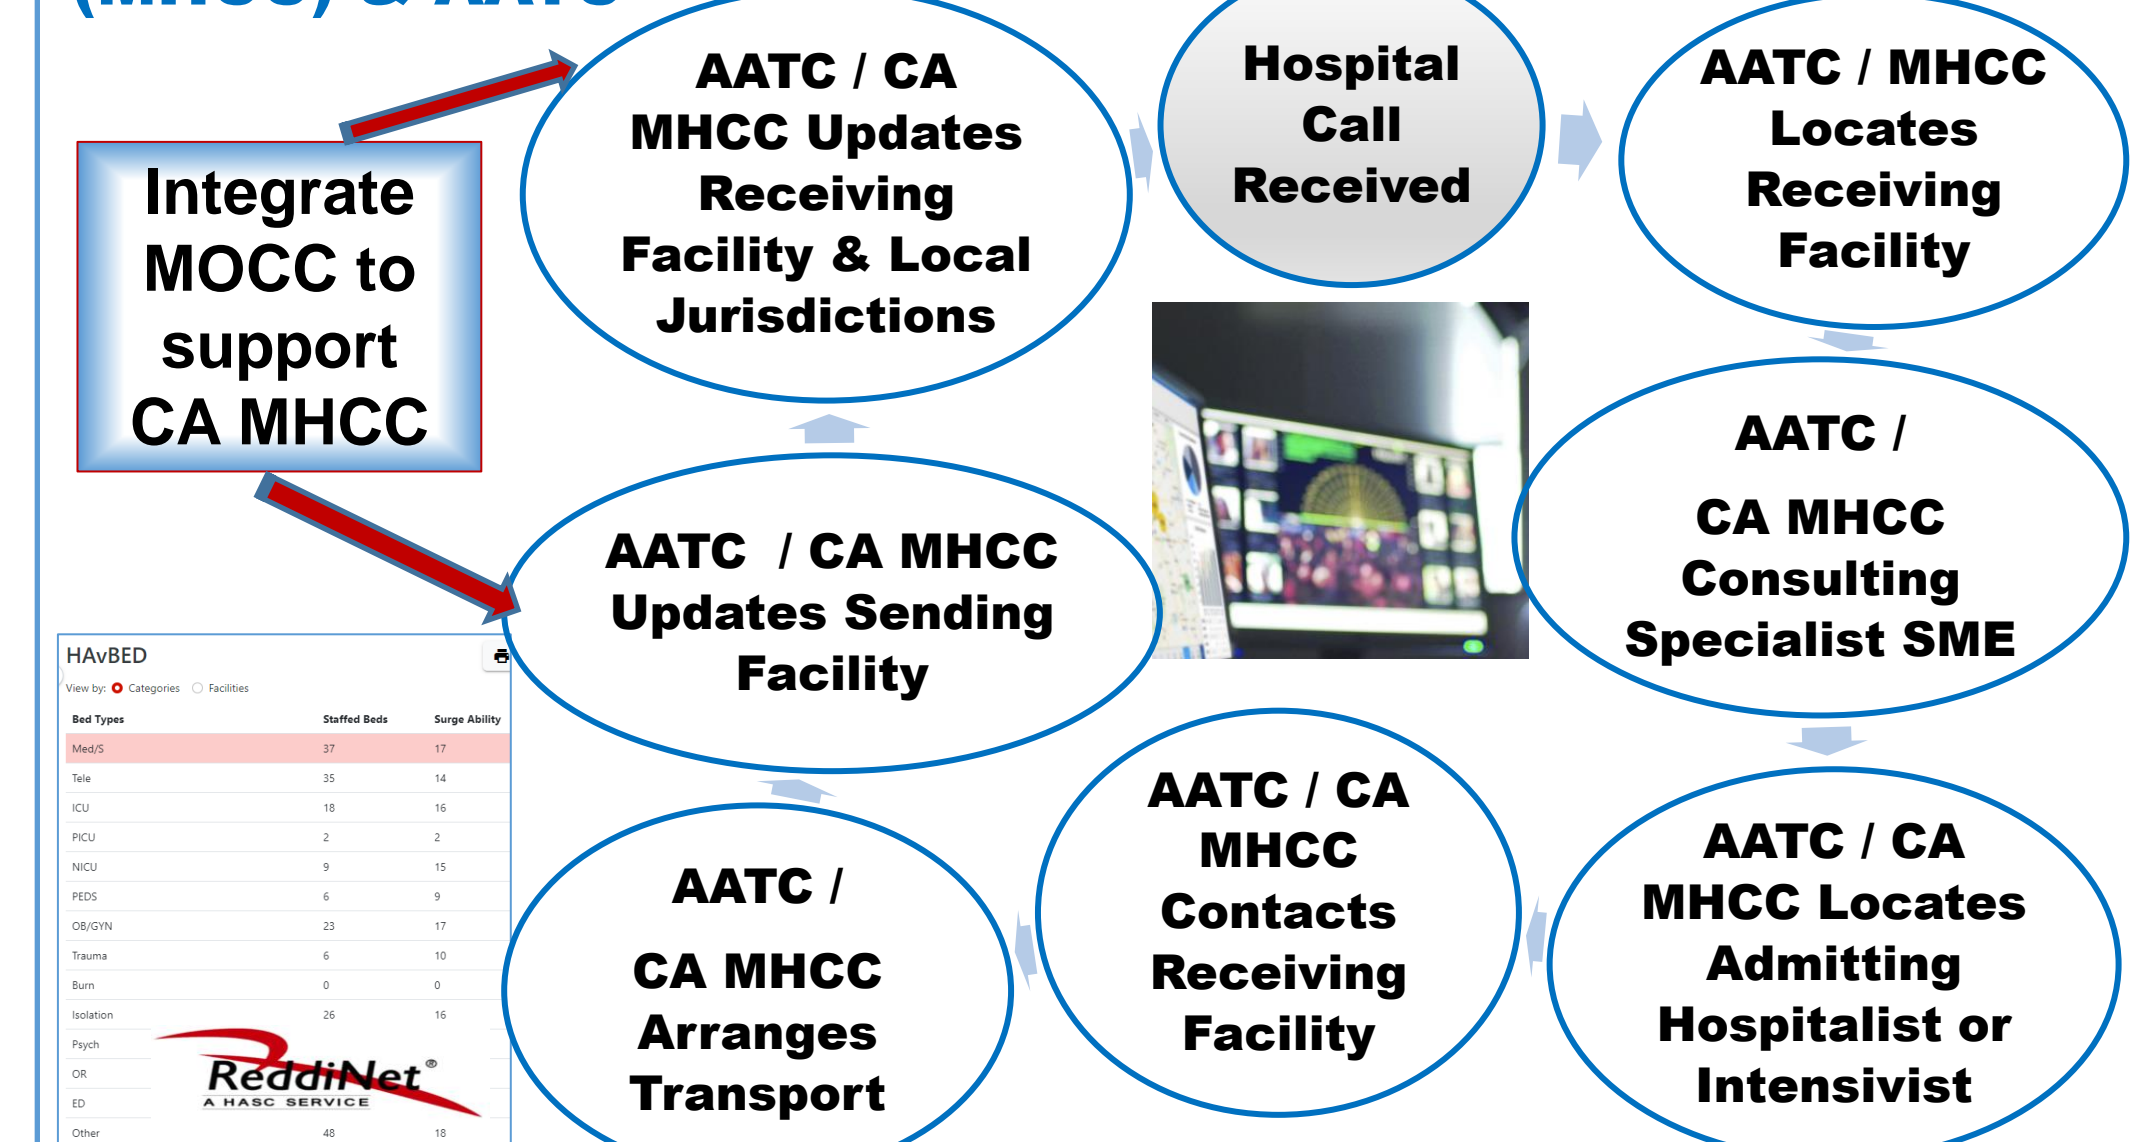 (MHCC) & AATC
Integrate
MOCC to
support
CA MHCC
AATC / CA
MHCC Updates
Receiving
Facility & Local
Jurisdictions
Hospital
Call
Received
AATC / MHCC
Locates
Receiving
Facility
AATC /
CA MHCC
Consulting
Specialist SME
AATC / CA
MHCC Locates
Admitting
Hospitalist or
Intensivist
AATC / CA
MHCC
Contacts
Receiving
Facility
AATC /
CA MHCC
Arranges
Transport
AATC / CA MHCC
Updates Sending
Facility
HAvBED
View by: Categories Facilities
Bed Types Staffed Beds Surge Ability
Med/S 37 17
Tele 35 14
ICU 18 16
PICU 2 2
NICU 9 15
PEDS 6 9
OB/GYN 23 17
Trauma 6 10
Burn 0 0
Isolation 26 16
Psych
OR
ED
Other 48 18
ReddiNet®
A HASC SERVICE